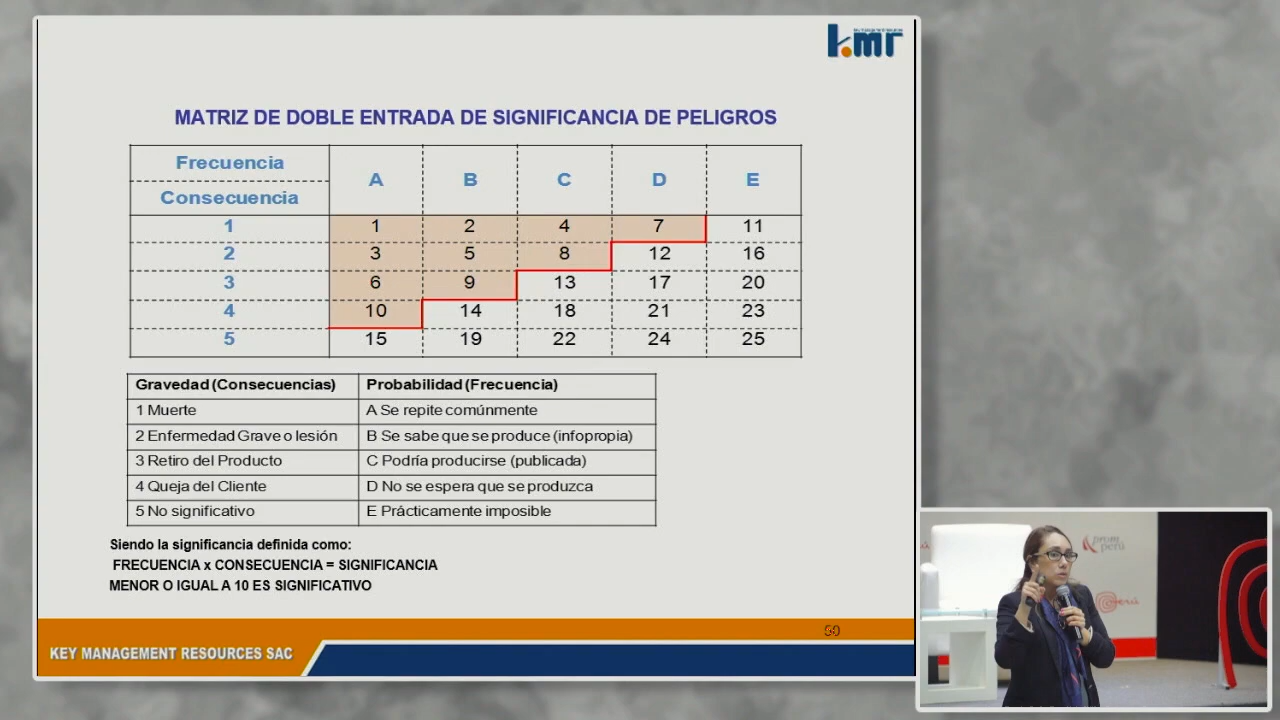 kmr
MATRIZ DE DOBLE ENTRADA DE SIGNIFICANCIA DE PELIGROS
Frecuencia
Consecuencia
A B C D E
1 1 2 4 7 11
2 3 5 8 12 16
3 6 9 13 17 20
4 10 14 18 21 23
5 15 19 22 24 25
Gravedad (Consecuencias) Probabilidad (Frecuencia)
1 Muerte A Se repite comúnmente
2 Enfermedad Grave o lesión B Se sabe que se produce (infopropia)
3 Retiro del Producto C Podría producirse (publicada)
4 Queja del Cliente D No se espera que se produzca
5 No significativo E Prácticamente imposible
Siendo la significancia definida como:
FRECUENCIA x CONSECUENCIA = SIGNIFICANCIA
MENOR O IGUAL A 10 ES SIGNIFICATIVO
KEY MANAGEMENT RESOURCES SAC
prom
perú
Perú